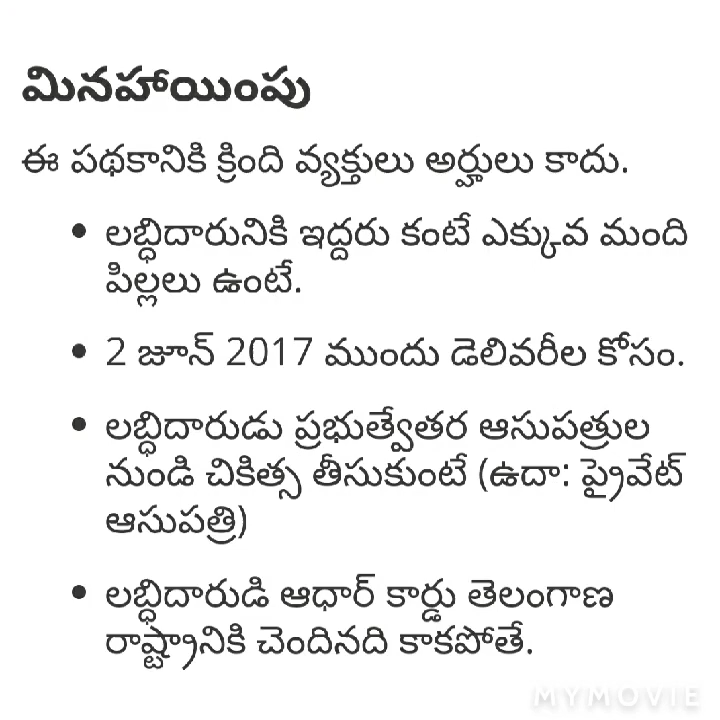 మినహాయింపు
ఈ పథకానికి క్రింది వ్యక్తులు అర్హులు కాదు.
• లబ్ధిదారునికి ఇద్దరు కంటే ఎక్కువ మంది
పిల్లలు ఉంటే.
• 2 జూన్ 2017 ముందు డెలివరీల కోసం.
• లబ్ధిదారుడు ప్రభుత్వేతర ఆసుపత్రుల
నుండి చికిత్స తీసుకుంటే (ఉదా: ప్రైవేట్
ఆసుపత్రి)
• లబ్ధిదారుడి ఆధార్ కార్డు తెలంగాణ
రాష్ట్రానికి చెందినది కాకపోతే.
MYMOVIE